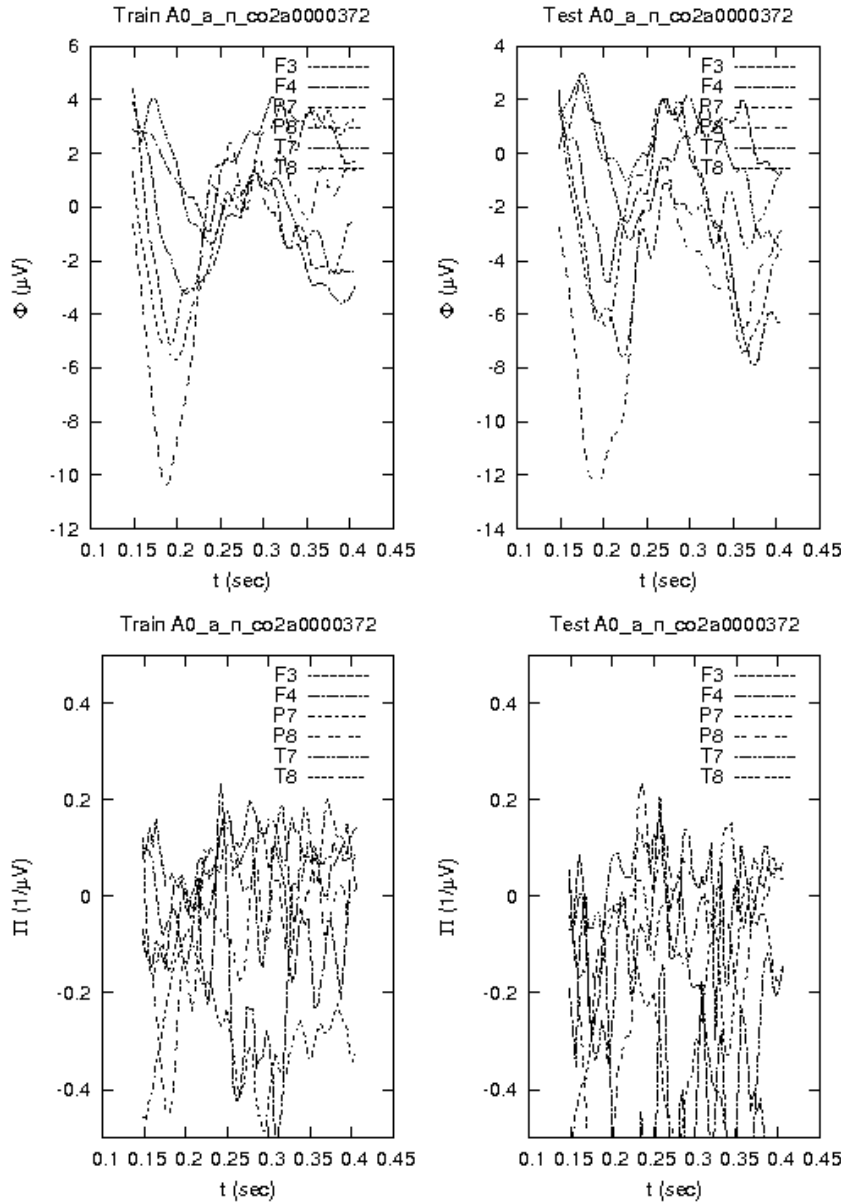 Train A0_a_n_co2a0000372
Test A0_a_n_co2a0000372
6
4
2
0
-2
-4
-6
-8
-10
-12
Φ (μV)
F3
F4
P7
P8
T7
T8
0.1 0.15 0.2 0.25 0.3 0.35 0.4 0.45
t (sec)
4
2
0
-2
-4
-6
-8
-10
-12
-14
Φ (μV)
F3
F4
P7
P8
T7
T8
0.1 0.15 0.2 0.25 0.3 0.35 0.4 0.45
t (sec)
Train A0_a_n_co2a0000372
Test A0_a_n_co2a0000372
0.4
0.2
0
-0.2
-0.4
Π (1/μV)
F3
F4
P7
P8
T7
T8
0.1 0.15 0.2 0.25 0.3 0.35 0.4 0.45
t (sec)
0.4
0.2
0
-0.2
-0.4
Π (1/μV)
F3
F4
P7
P8
T7
T8
0.1 0.15 0.2 0.25 0.3 0.35 0.4 0.45
t (sec)